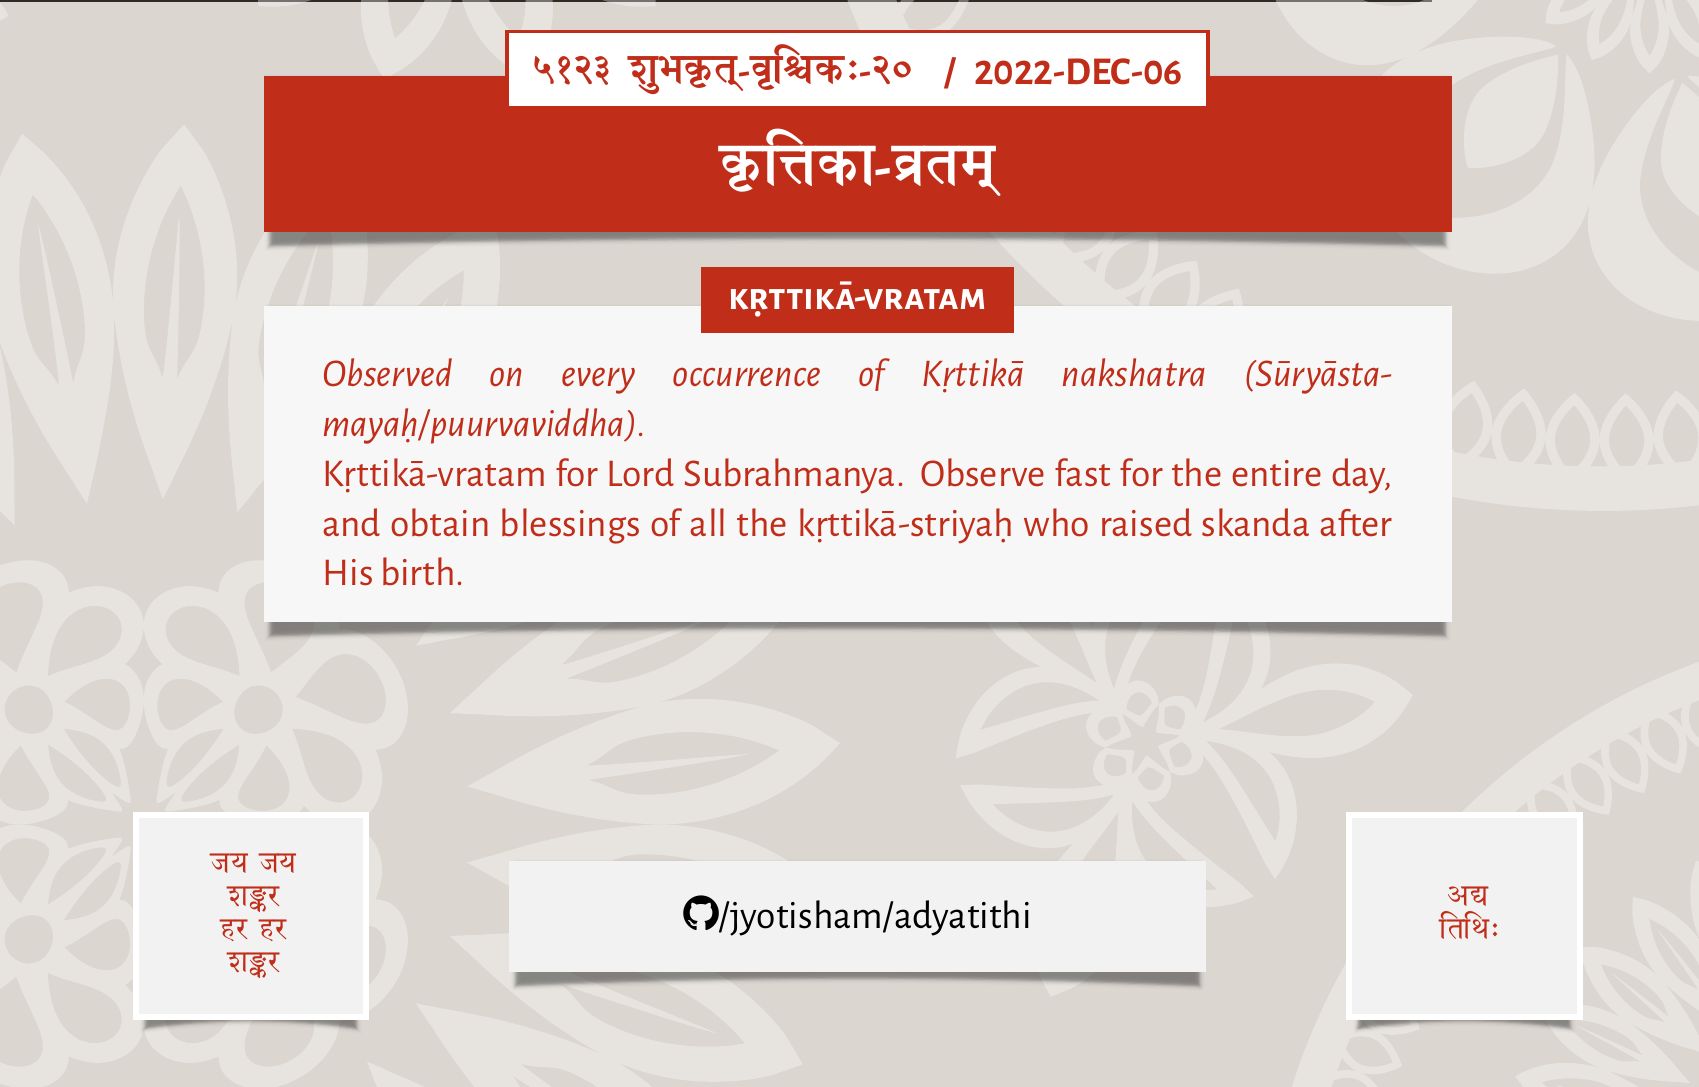 ५१२३ शुभकृत्-वृश्चिकः-२० / 2022-DEC-06
कृत्तिका-व्रतम्
KṚTTIKĀ-VRATAM
Observed on every occurrence of Kṛttikā nakshatra (Sūryāsta-
mayaḥ/puurvaviddha).
Kṛttikā-vratam for Lord Subrahmanya. Observe fast for the entire day,
and obtain blessings of all the kṛttikā-striyaḥ who raised skanda after
His birth.
जय जय
शङ्कर
हर हर
शङ्कर
/jyotisham/adyatithi
अद्य
तिथिः